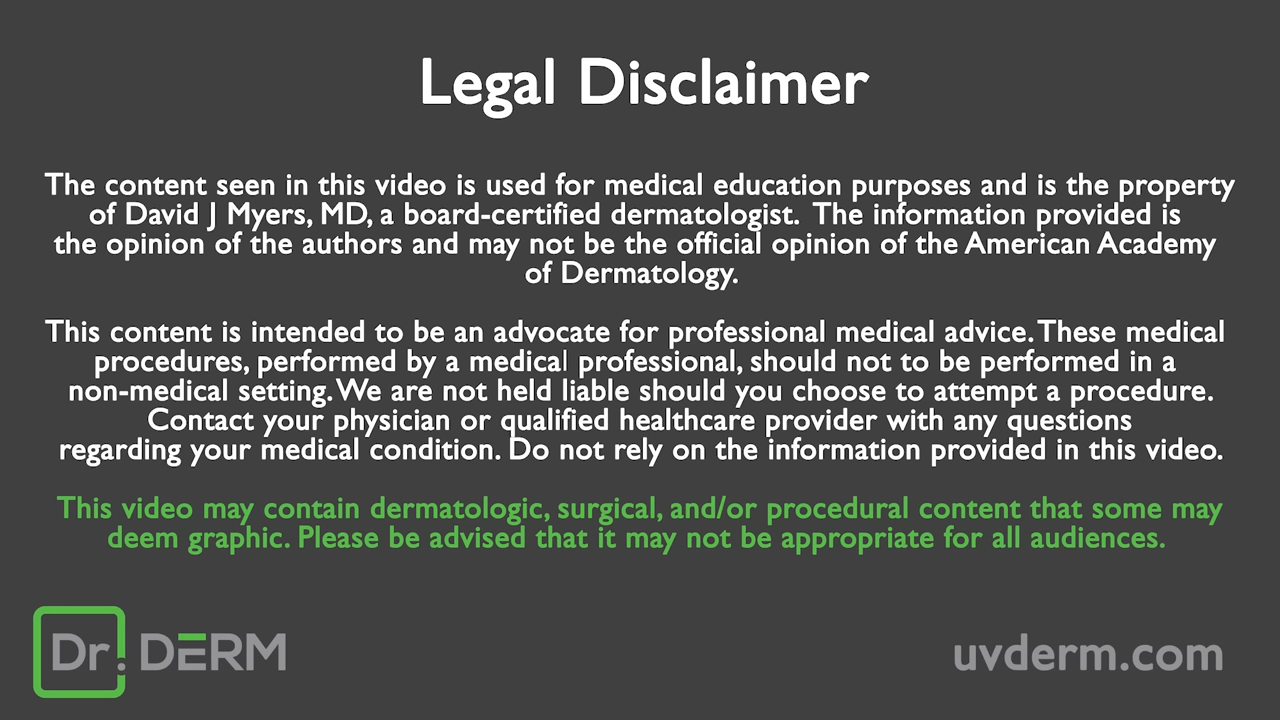 Legal Disclaimer
The content seen in this video is used for medical education purposes and is the property
of David J Myers, MD, a board-certified dermatologist. The information provided is
the opinion of the authors and may not be the official opinion of the American Academy
of Dermatology.
This content is intended to be an advocate for professional medical advice. These medical
procedures, performed by a medical professional, should not to be performed in a
non-medical setting. We are not held liable should you choose to attempt a procedure.
Contact your physician or qualified healthcare provider with any questions
regarding your medical condition. Do not rely on the information provided in this video.
This video may contain dermatologic, surgical, and/or procedural content that some may
deem graphic. Please be advised that it may not be appropriate for all audiences.
Dr. DERM
uvderm.com